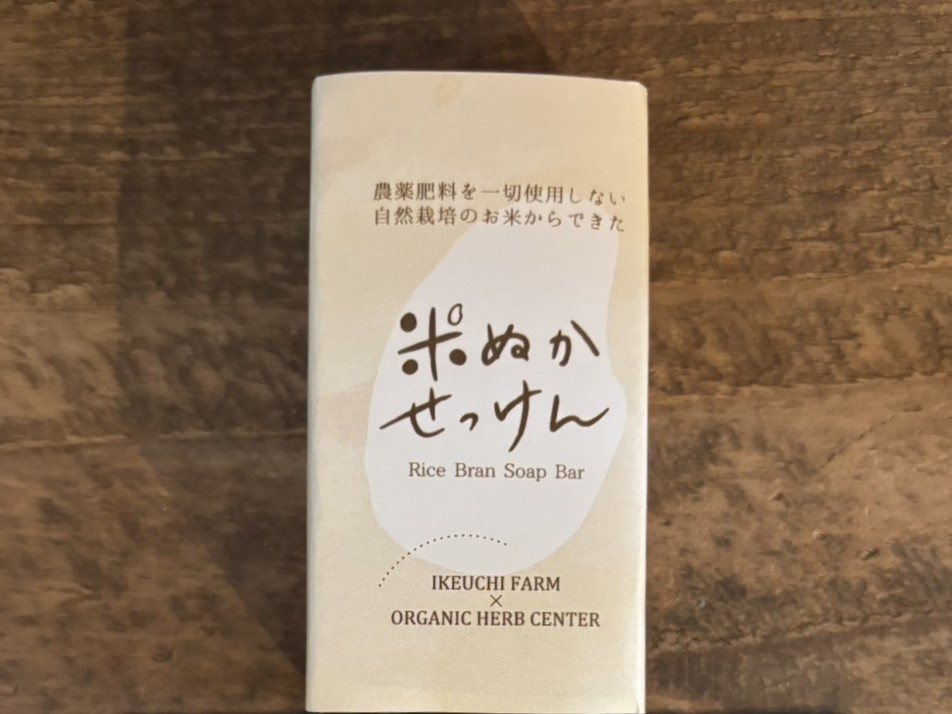 農薬肥料を一切使用しない
自然栽培のお米からできた
米ぬか
せっけん
Rice Bran Soap Bar
IKEUCHI FARM
×
ORGANIC HERB CENTER